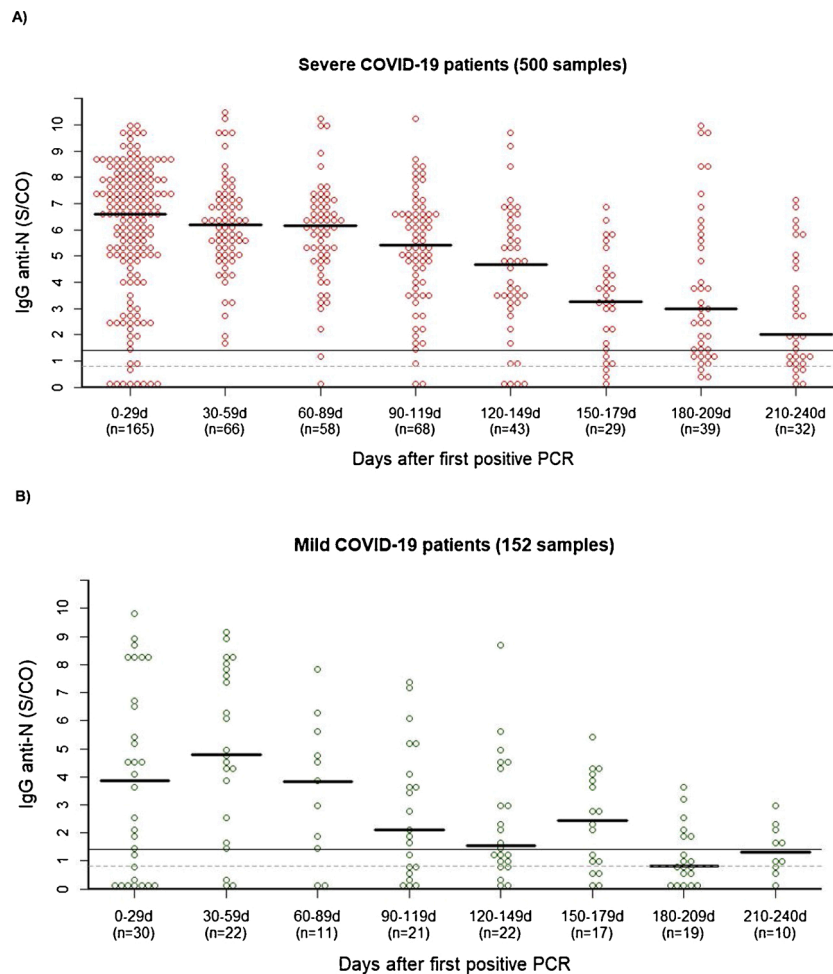 A)
Severe COVID-19 patients (500 samples)
IgG anti-N (S/CO)
10
9
8
7
6
5
4
3
2
1
0
0-29d 30-59d 60-89d 90-119d 120-149d 150-179d 180-209d 210-240d
(n=165) (n=66) (n=58) (n=68) (n=43) (n=29) (n=39) (n=32)
Days after first positive PCR
B)
Mild COVID-19 patients (152 samples)
IgG anti-N (S/CO)
10
9
8
7
6
5
4
3
2
1
0
0-29d 30-59d 60-89d 90-119d 120-149d 150-179d 180-209d 210-240d
(n=30) (n=22) (n=11) (n=21) (n=22) (n=17) (n=19) (n=10)
Days after first positive PCR